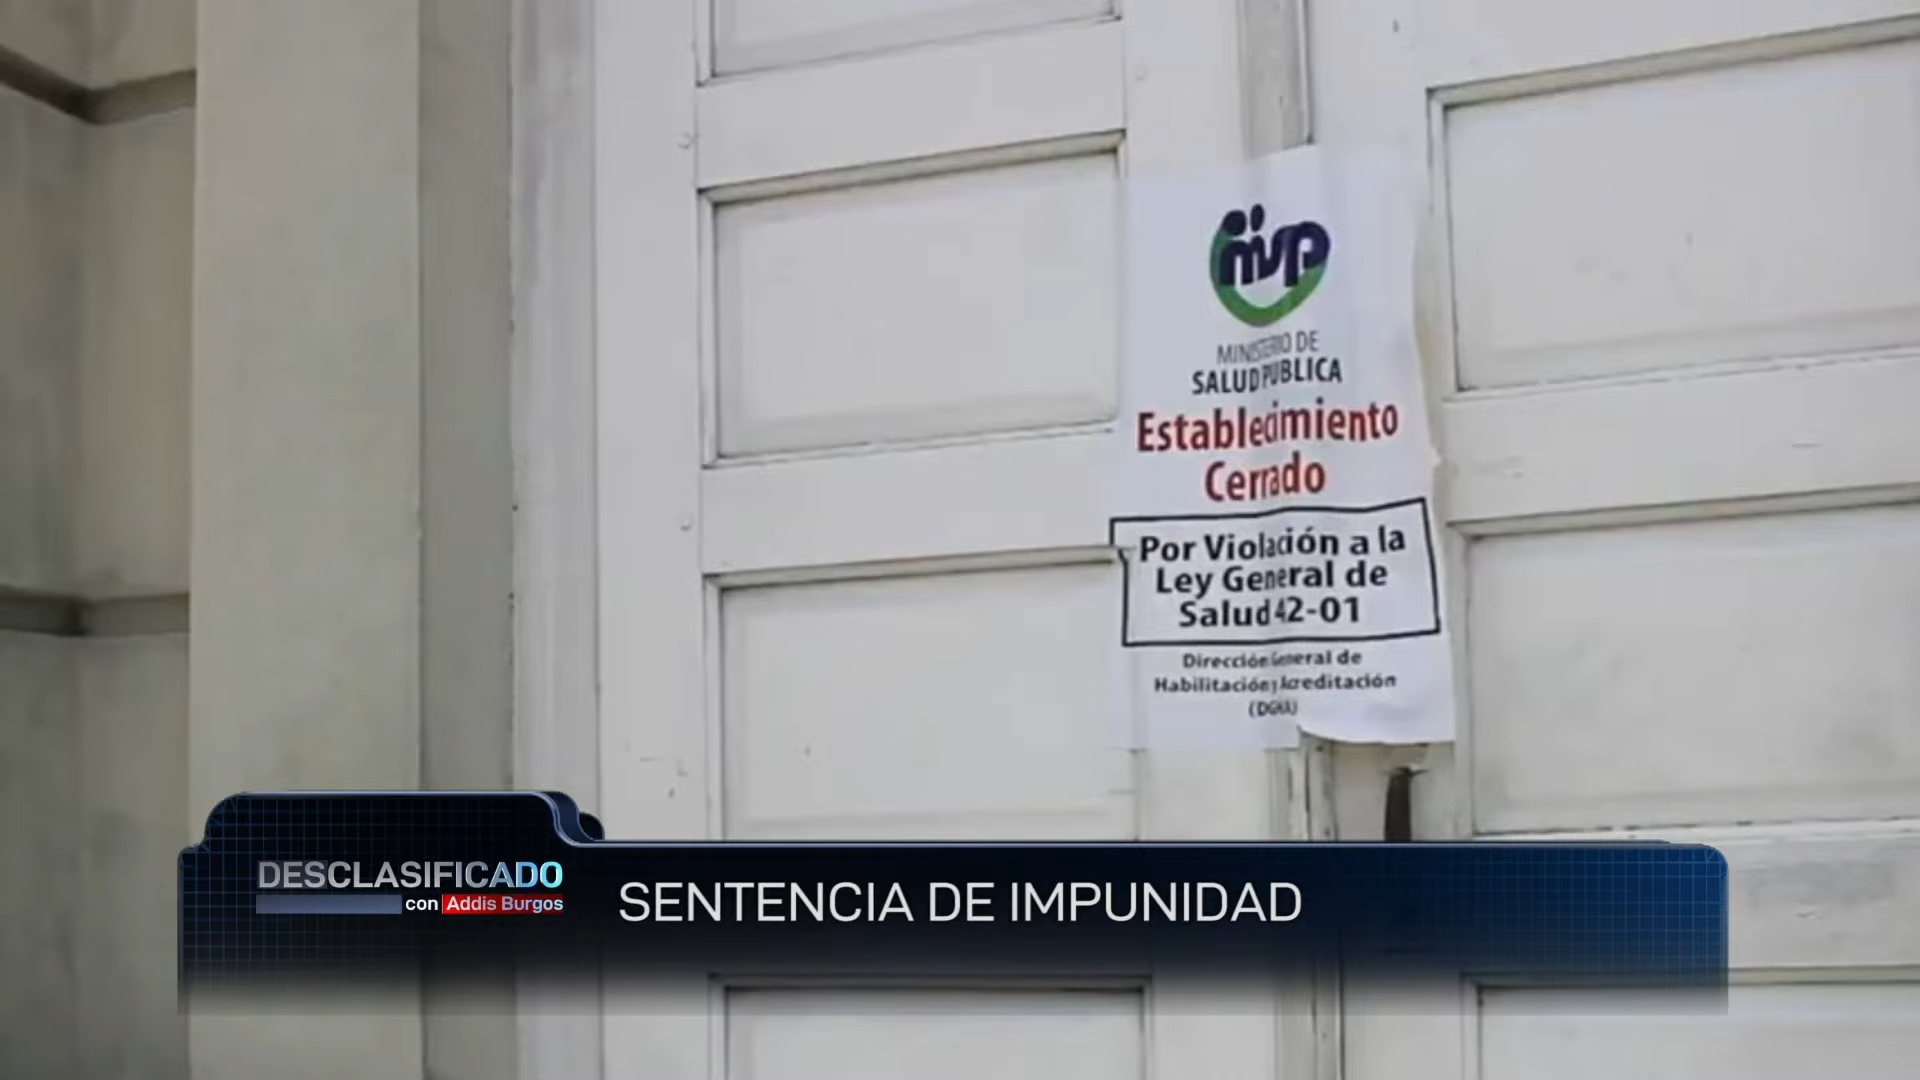 msp
MINISTERIO DE
SALUD PUBLICA
Establecimiento
Cerrado
Por Violación a la
Ley General de
Salud 42-01
Dirección General de
Habilitación y Acreditación
(DGHA)
DESCLASIFICADO
con Addis Burgos
SENTENCIA DE IMPUNIDAD